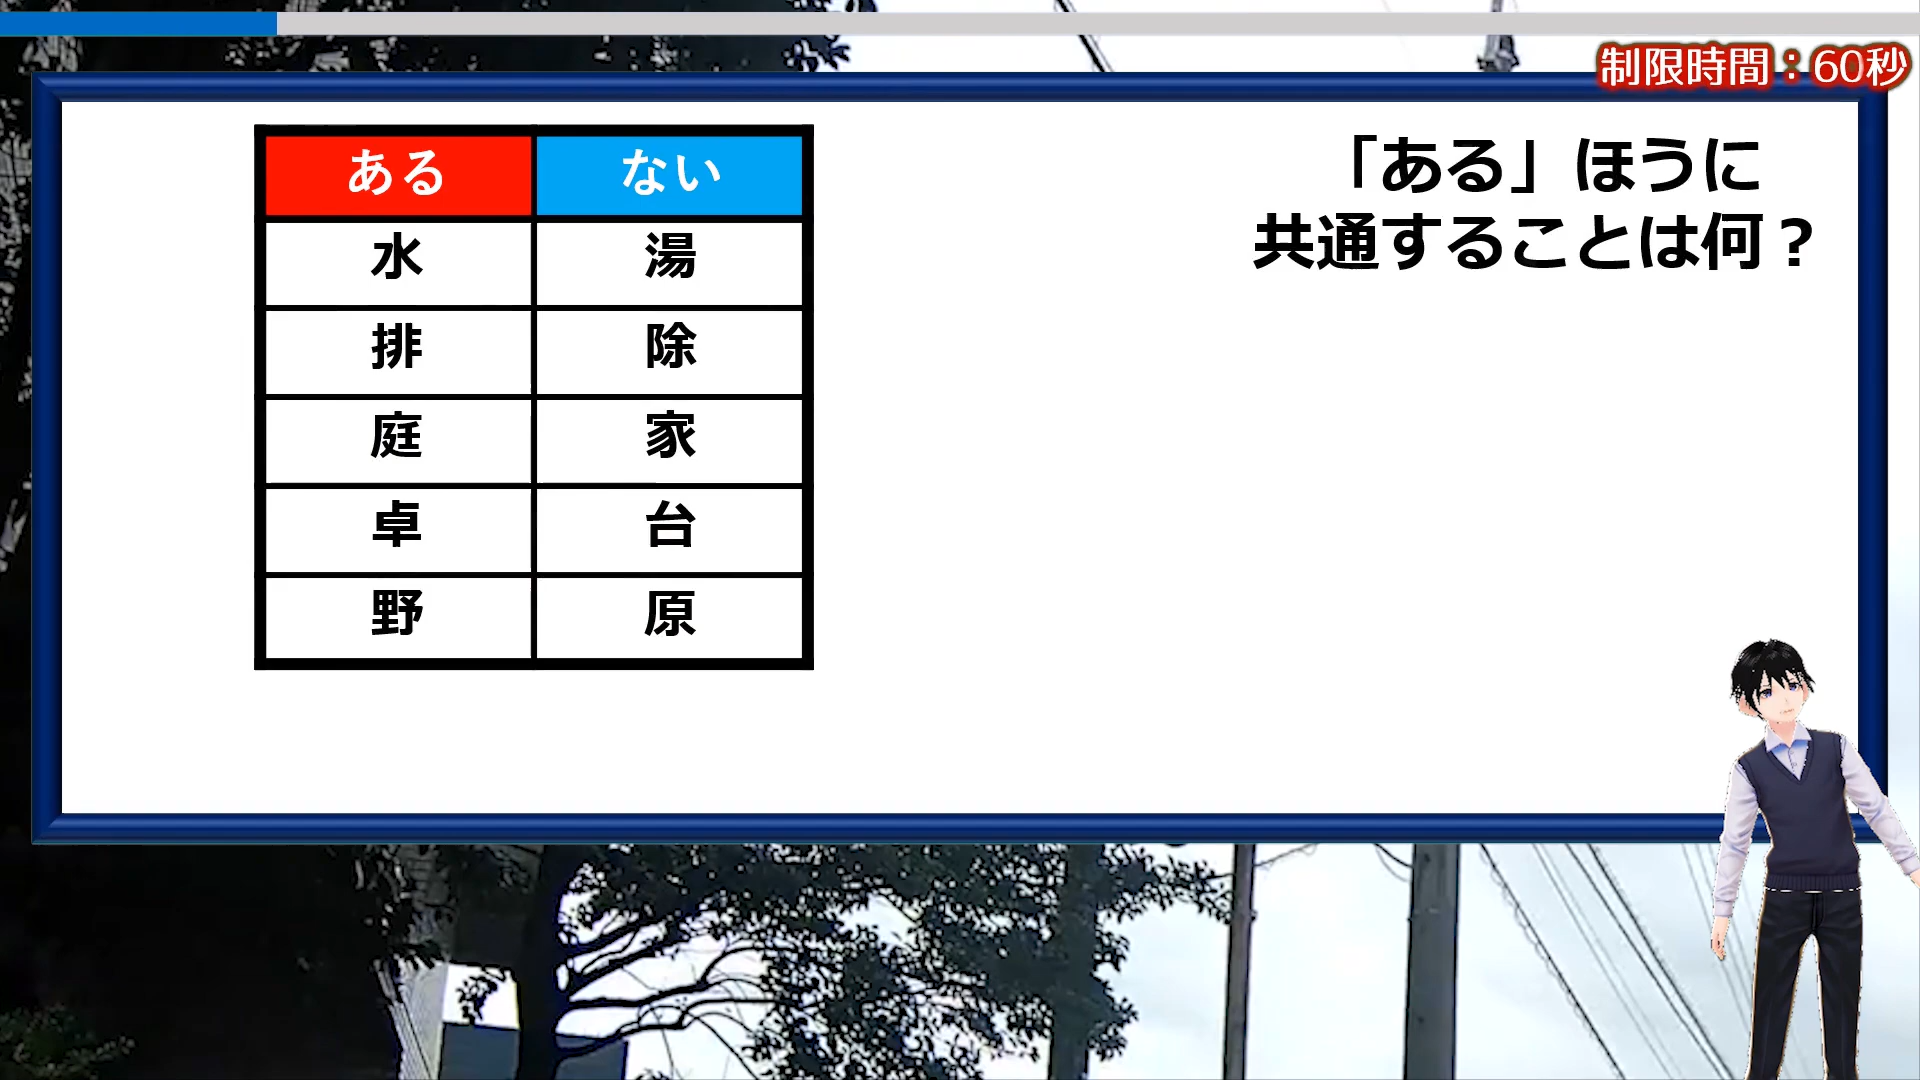 制限時間：60秒
「ある」ほうに
共通することは何？
ある ない
水 湯
排 除
庭 家
卓 台
野 原